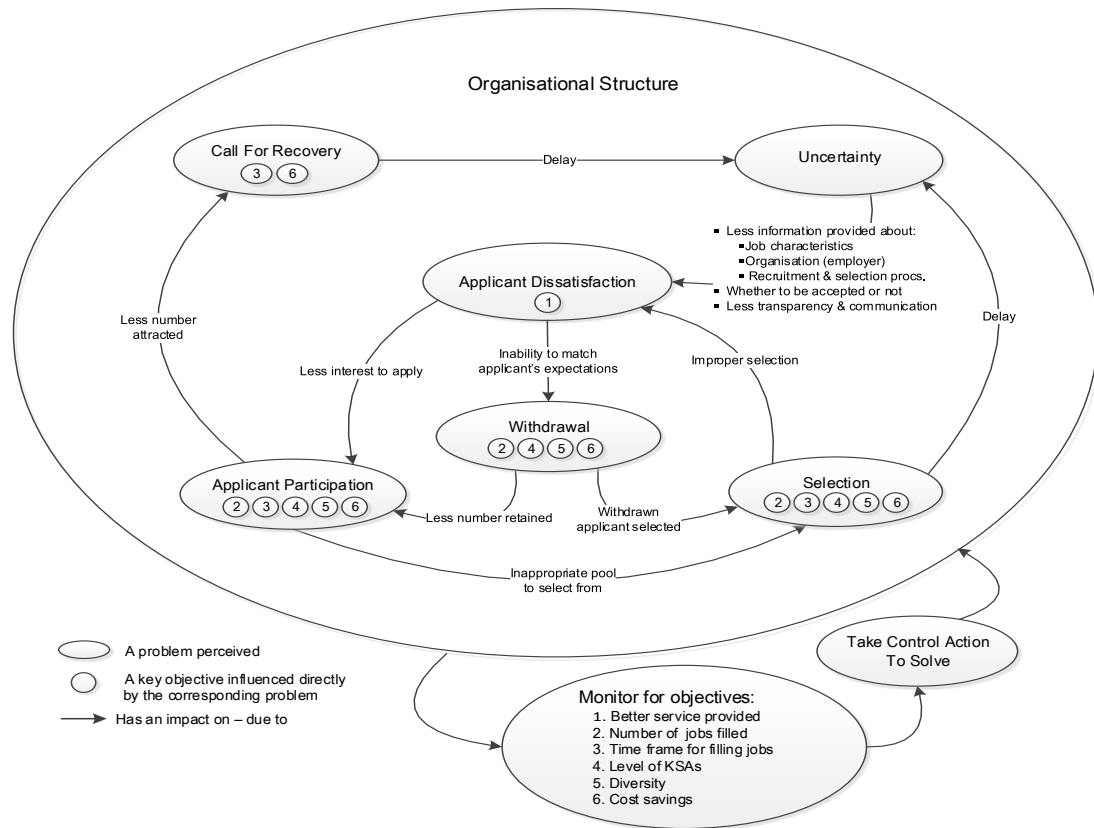 Organisational Structure
Call For Recovery
3 6
Delay
Uncertainty
▪ Less information provided about:
▪Job characteristics
▪Organisation (employer)
▪ Recruitment & selection procs.
▪ Whether to be accepted or not
▪ Less transparency & communication
Applicant Dissatisfaction
1
Less number
attracted
Delay
Less interest to apply
Inability to match
applicant's expectations
Improper selection
Withdrawal
2 4 5 6
Applicant Participation
2 3 4 5 6
Less number retained
Withdrawn
applicant selected
Selection
2 3 4 5 6
Inappropriate pool
to select from
A problem perceived
A key objective influenced directly
by the corresponding problem
Has an impact on – due to
Take Control Action
To Solve
Monitor for objectives:
1. Better service provided
2. Number of jobs filled
3. Time frame for filling jobs
4. Level of KSAs
5. Diversity
6. Cost savings